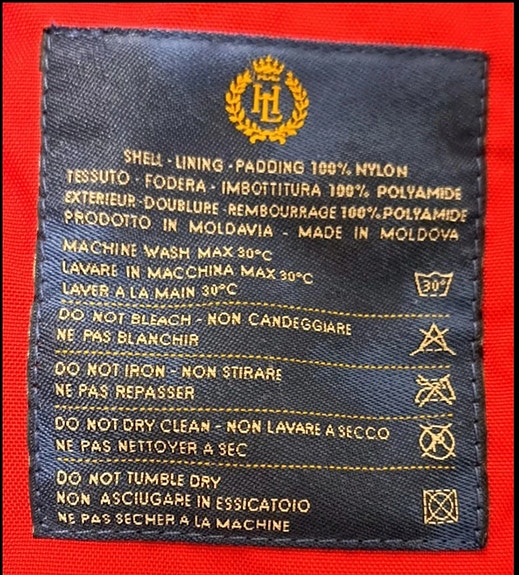 HL
SHELL - LINING - PADDING 100% NYLON
TESSUTO - FODERA - IMBOTTITURA 100% POLYAMIDE
EXTERIEUR-DOUBLURE-REMBOURRAGE 100% POLYAMIDE
PRODOTTO IN MOLDAVIA - MADE IN MOLDOVA
MACHINE WASH MAX 30°C
LAVARE IN MACCHINA MAX 30°C
LAVER A LA MAIN 30°C
30°
DO NOT BLEACH - NON CANDEGGIARE
NE PAS BLANCHIR
DO NOT IRON - NON STIRARE
NE PAS REPASSER
DO NOT DRY CLEAN - NON LAVARE A SECCO
NE PAS NETTOYER A SEC
P
DO NOT TUMBLE DRY
NON ASCIUGARE IN ESSICATOIO
NE PAS SECHER A LA MACHINE